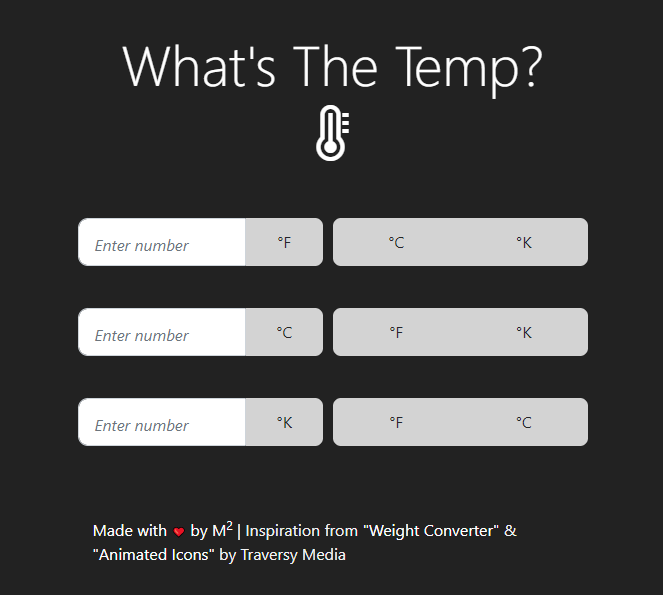 What's The Temp?
Enter number °F °C °K
Enter number °C °F °K
Enter number °K °F °C
Made with ❤ by M² | Inspiration from "Weight Converter" &
"Animated Icons" by Traversy Media